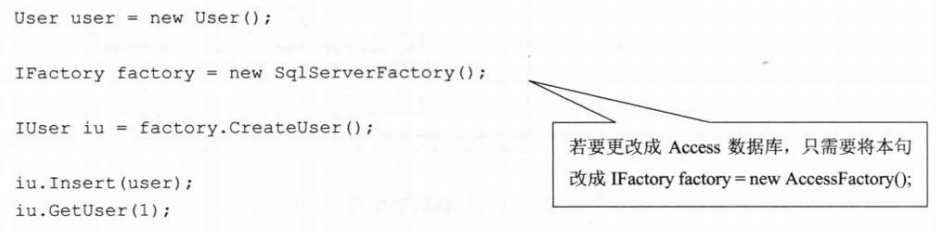 User user = new User();
IFactory factory = new SqlServerFactory();
IUser iu = factory.CreateUser();
若要更改成 Access 数据库，只需要将本句
改成 IFactory factory = new AccessFactory();
iu.Insert(user);
iu.GetUser(1);